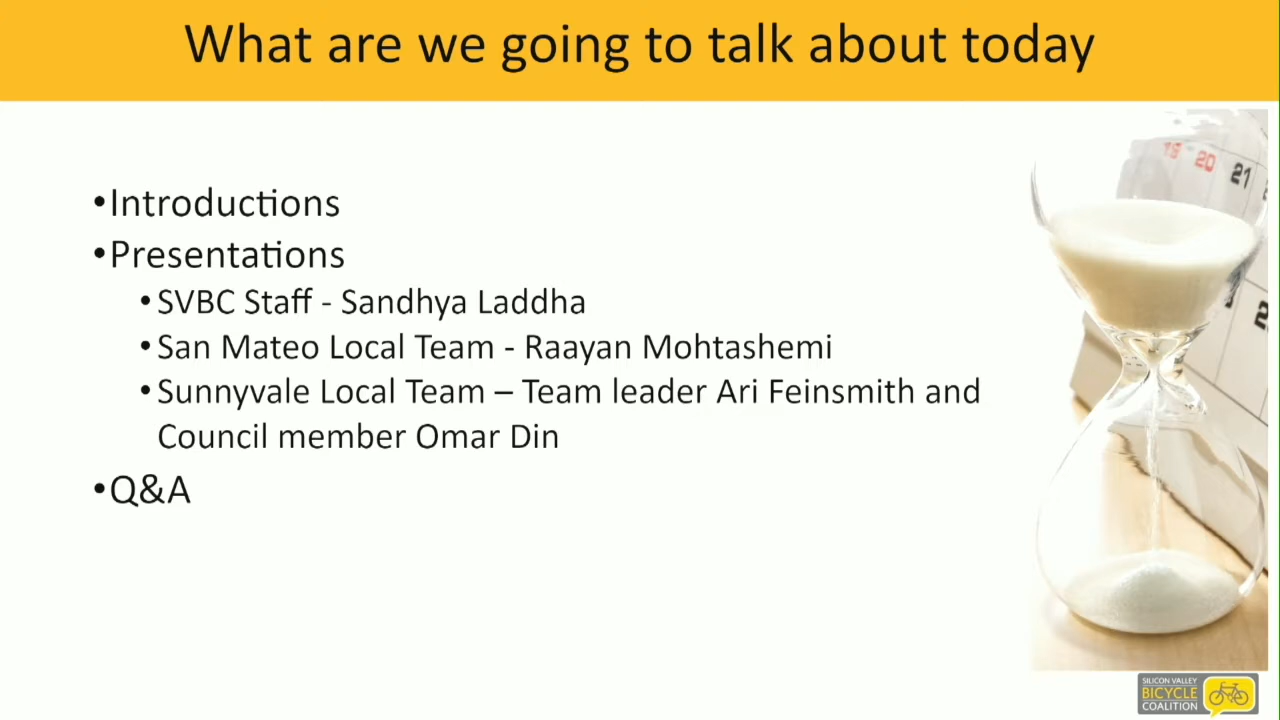 What are we going to talk about today
•Introductions
•Presentations
•SVBC Staff - Sandhya Laddha
•San Mateo Local Team - Raayan Mohtashemi
•Sunnyvale Local Team – Team leader Ari Feinsmith and
Council member Omar Din
•Q&A
19 20 21
SILICON VALLEY
BICYCLE
COALITION